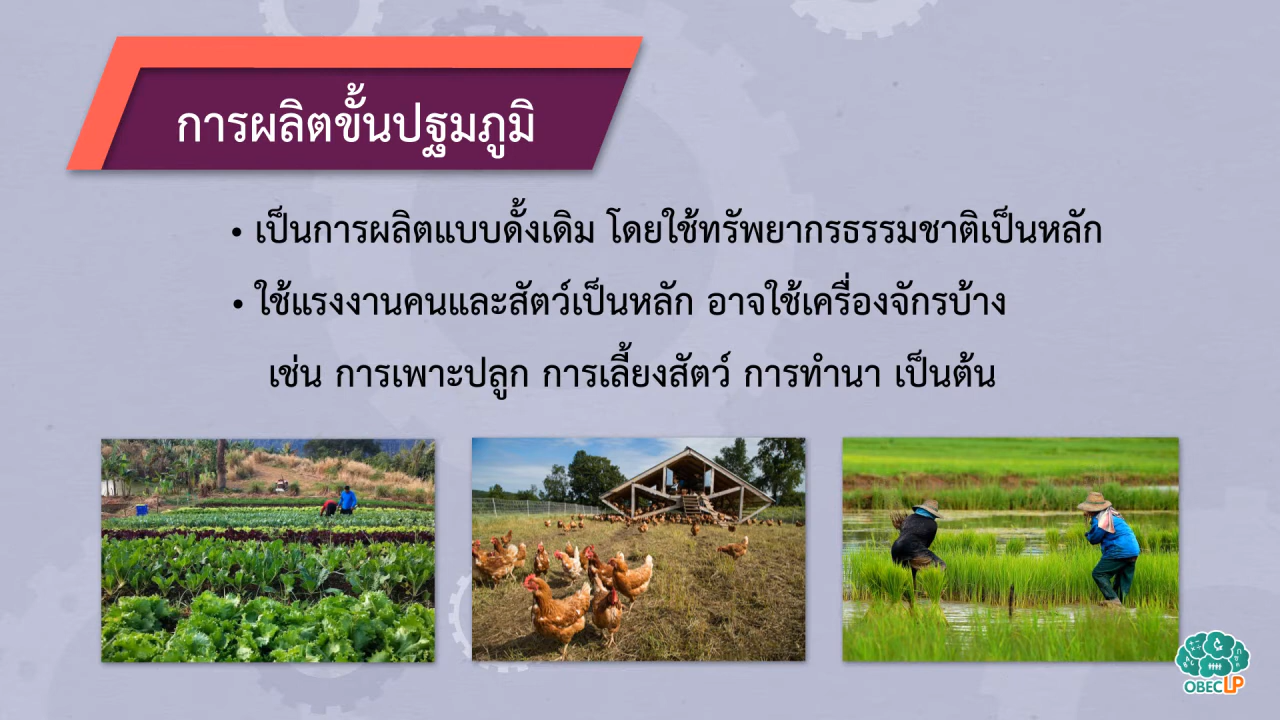 การผลิตขั้นปฐมภูมิ
• เป็นการผลิตแบบดั้งเดิม โดยใช้ทรัพยากรธรรมชาติเป็นหลัก
• ใช้แรงงานคนและสัตว์เป็นหลัก อาจใช้เครื่องจักรบ้าง
เช่น การเพาะปลูก การเลี้ยงสัตว์ การทำนา เป็นต้น
OBECUP